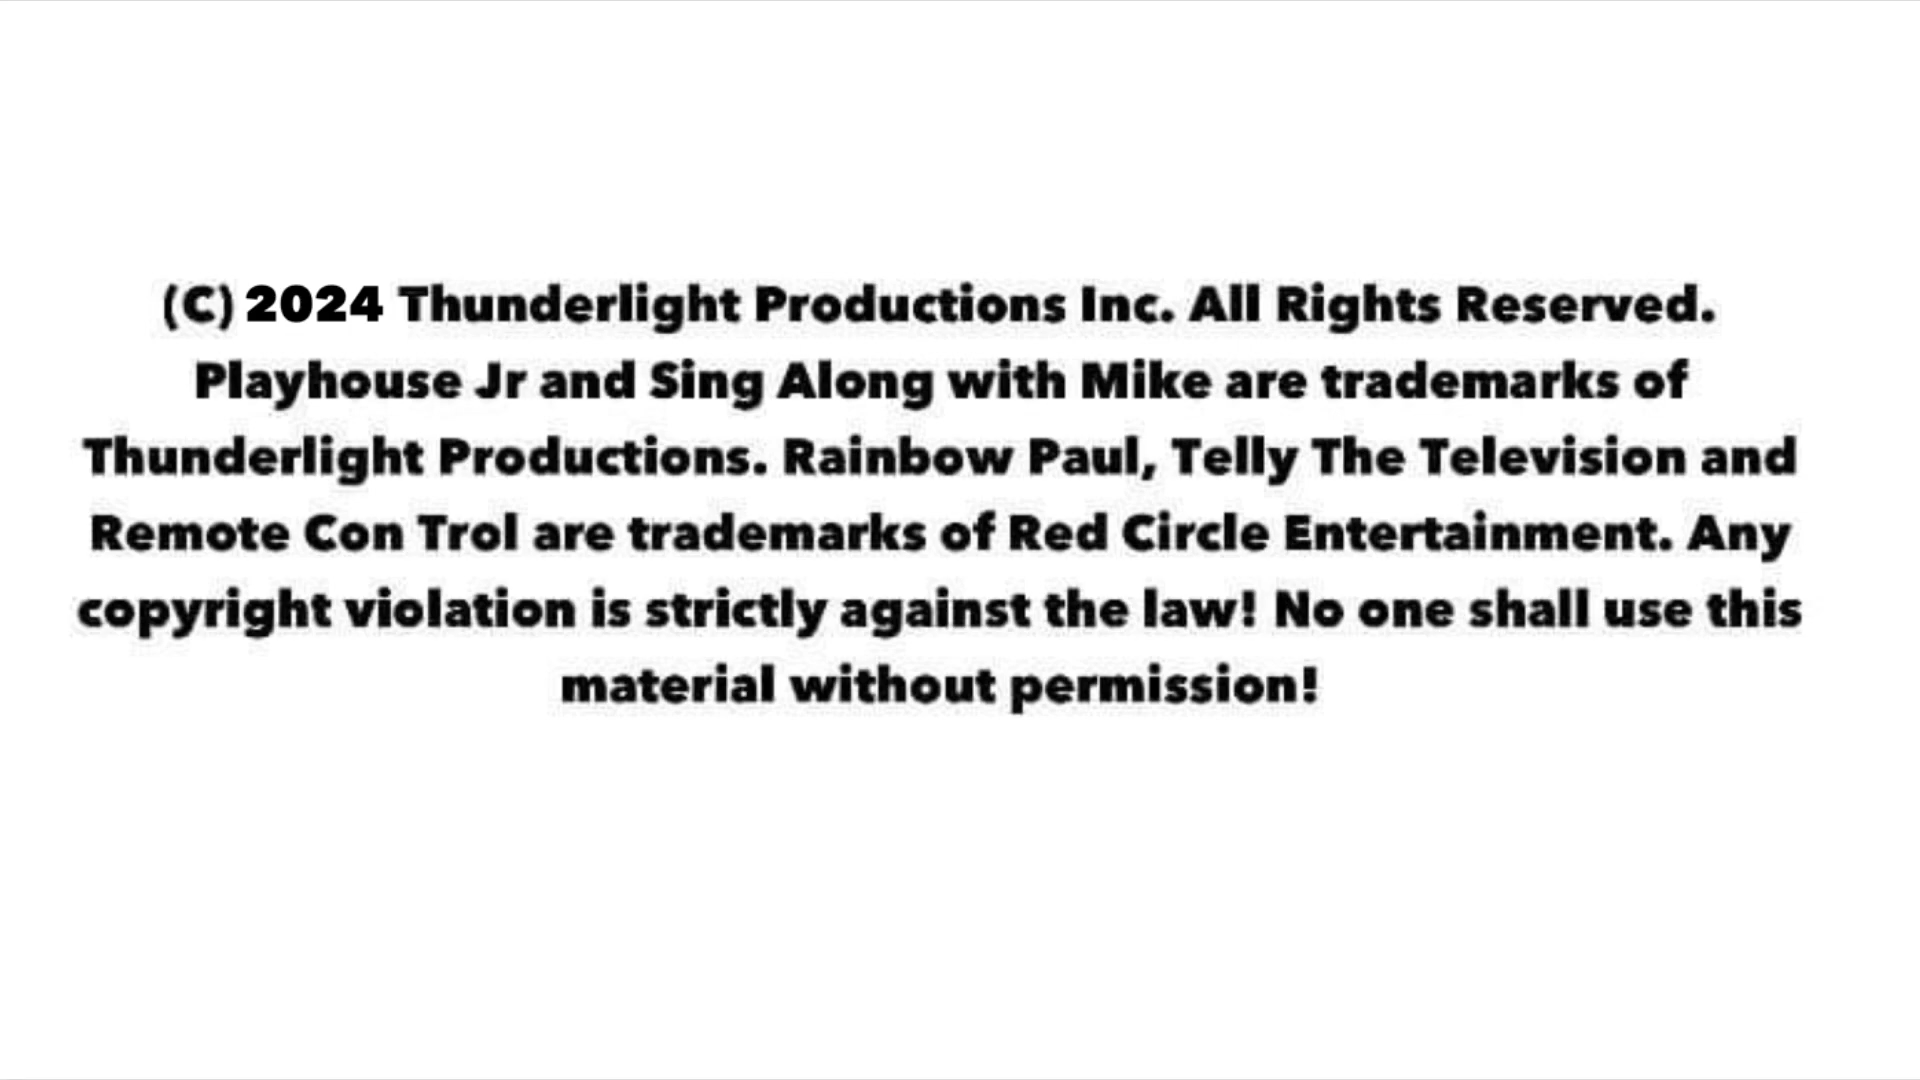 (C) 2024 Thunderlight Productions Inc. All Rights Reserved.
Playhouse Jr and Sing Along with Mike are trademarks of
Thunderlight Productions. Rainbow Paul, Telly The Television and
Remote Con Trol are trademarks of Red Circle Entertainment. Any
copyright violation is strictly against the law! No one shall use this
material without permission!